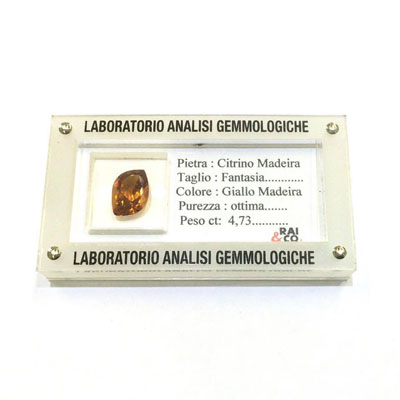 LABORATORIO ANALISI GEMMOLOGICHE
Pietra : Citrino Madeira
Taglio : Fantasia............
Colore : Giallo Madeira
Purezza : ottima.......
Peso ct: 4,73...........
RAI
&CO.
LABORATORIO ANALISI GEMMOLOGICHE